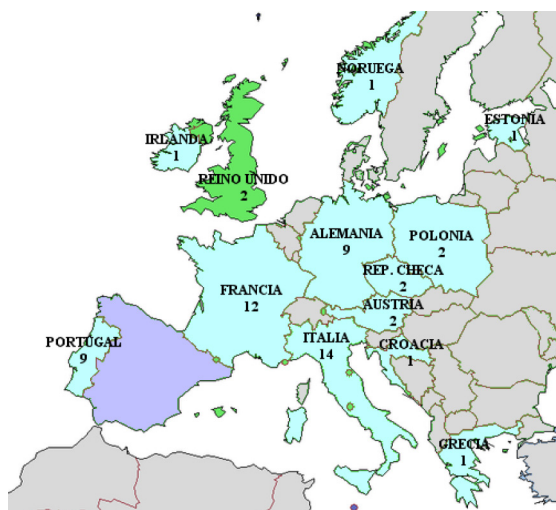 NORUEGA
1
ESTONIA
1
IRLANDA
1
REINO UNIDO
2
ALEMANIA
9
POLONIA
2
REP. CHECA
2
FRANCIA
12
AUSTRIA
2
ITALIA
14
PORTUGAL
9
CROACIA
1
GRECIA
1